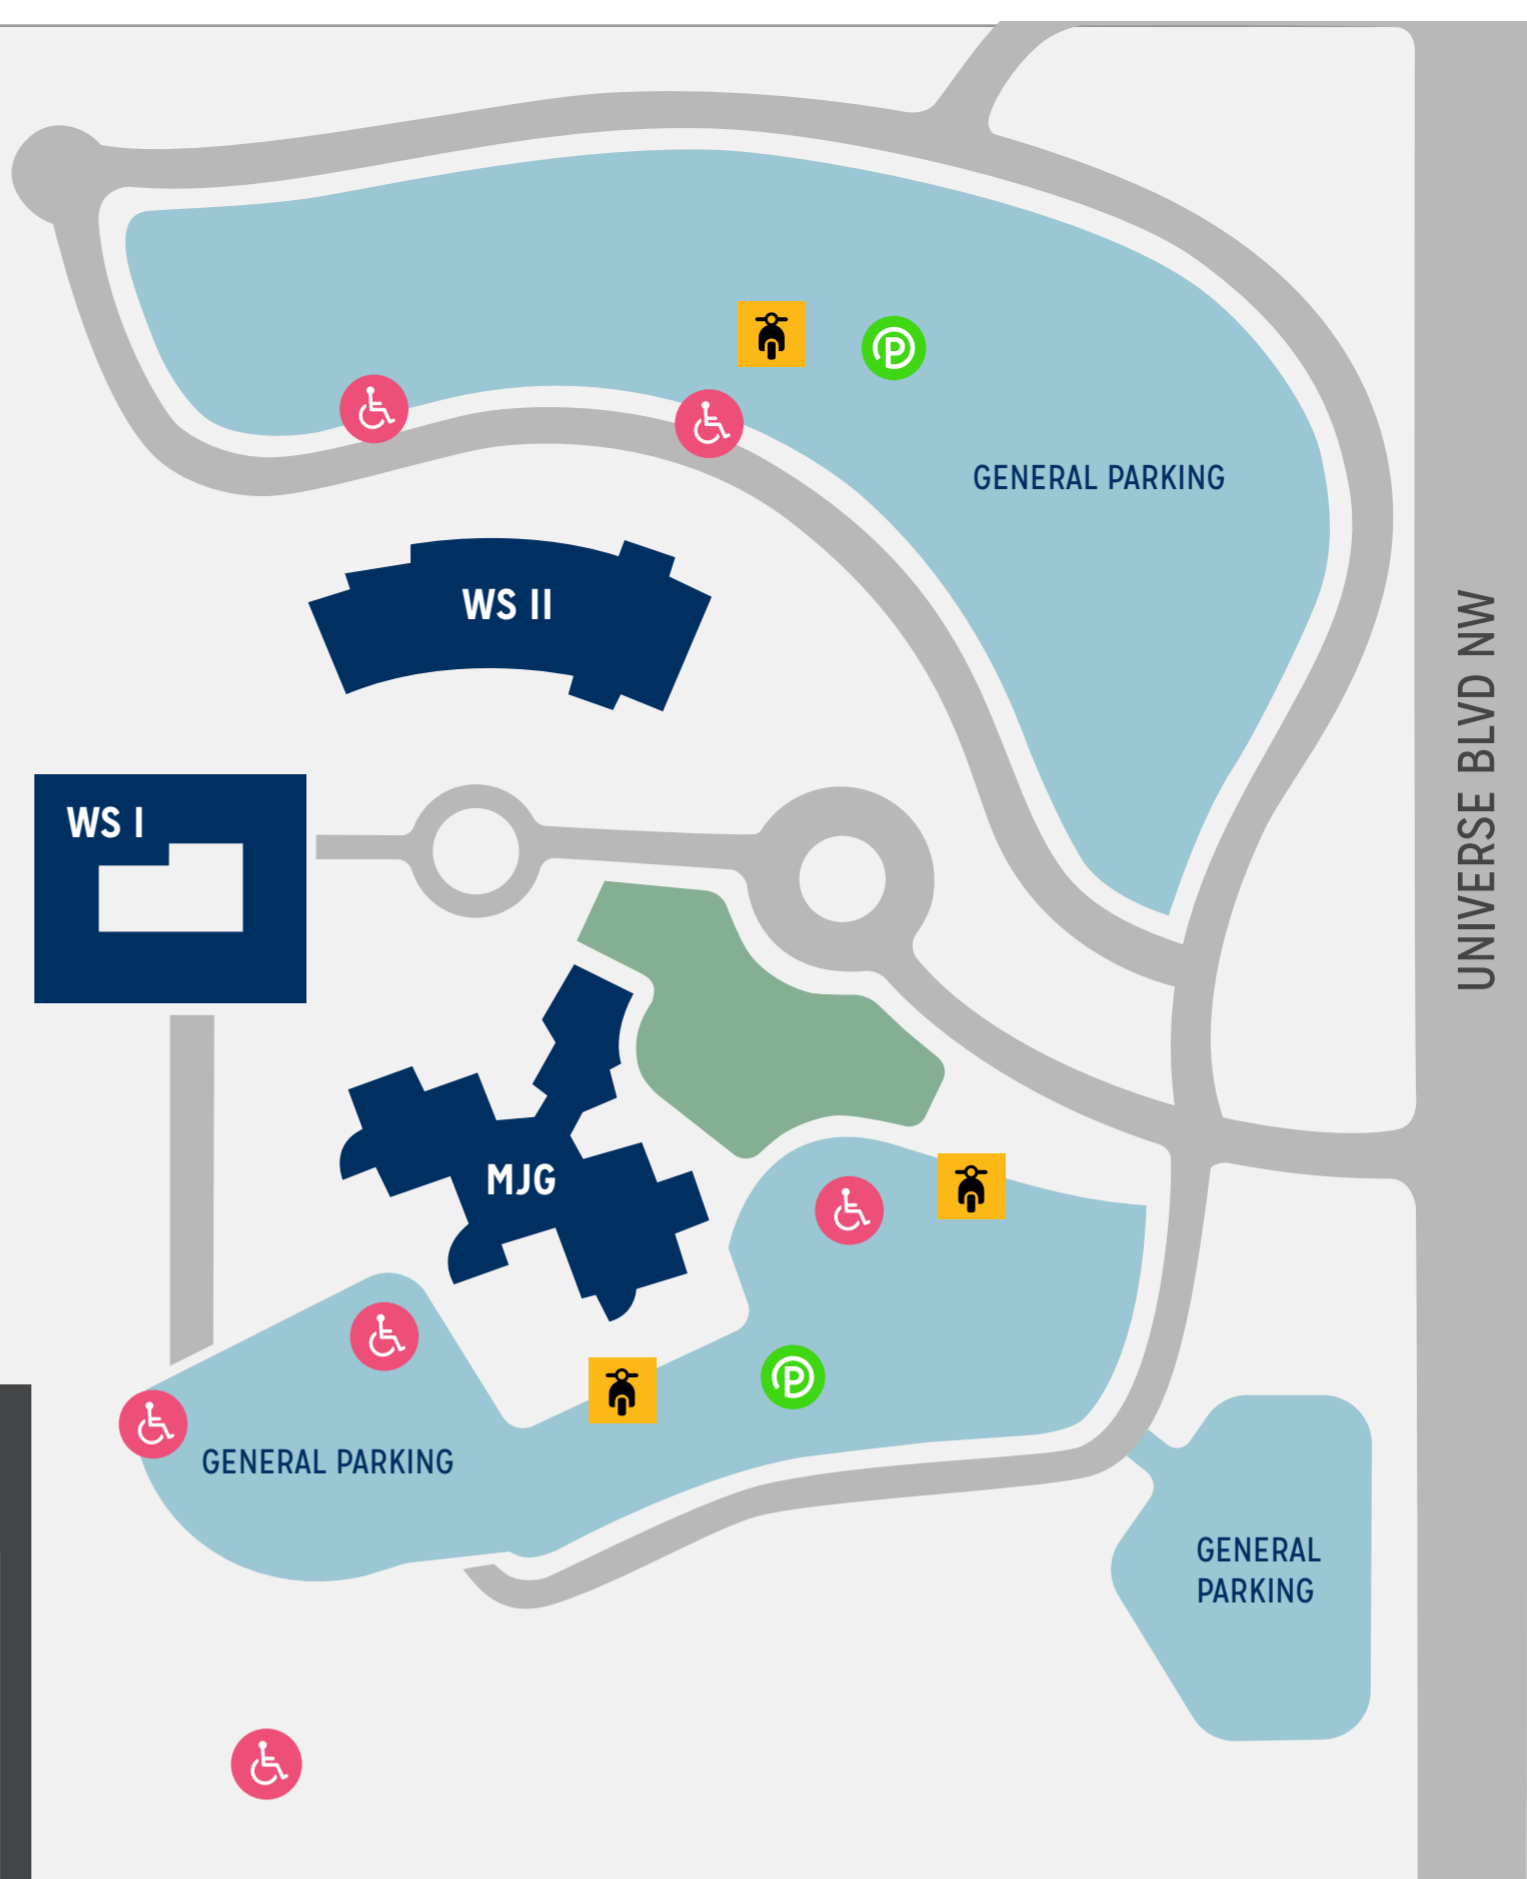 GENERAL PARKING
WS II
UNIVERSE BLVD NW
WS I
MJG
P
P
GENERAL PARKING
GENERAL
PARKING